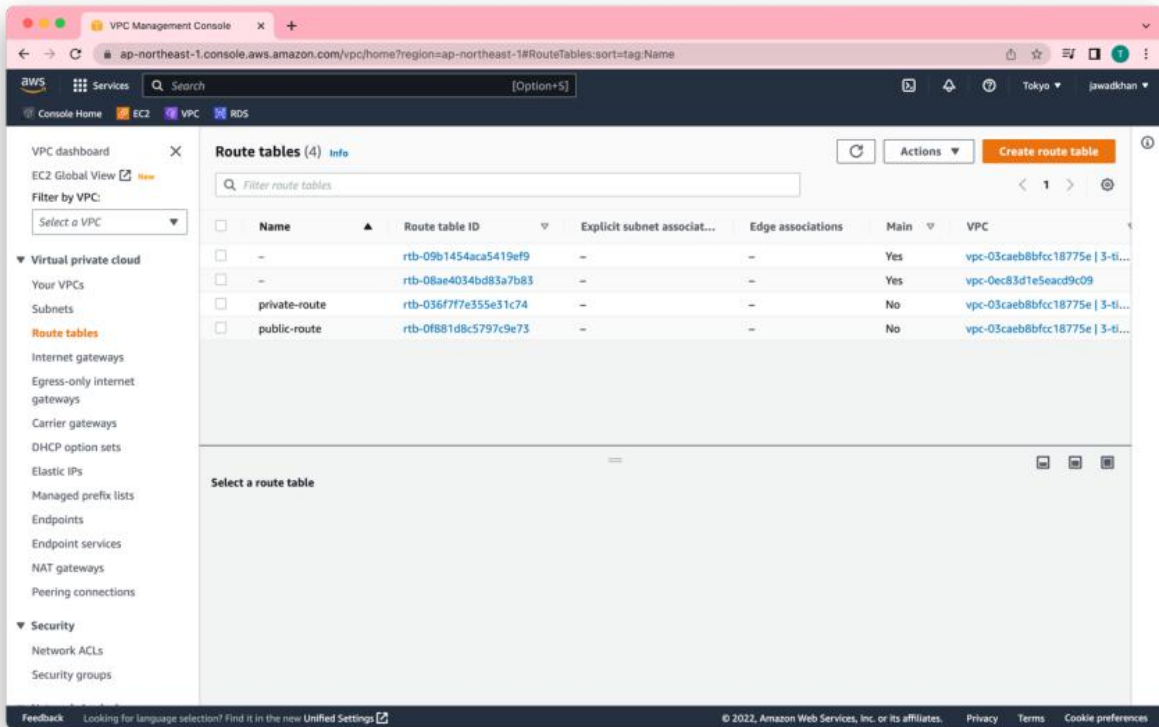 VPC Management Console
ap-northeast-1.console.aws.amazon.com/vpc/home?region=ap-northeast-1#RouteTables:sort=tag:Name
T
aws Services Search [Option+S] Tokyo jawadkhan
Console Home EC2 VPC RDS
VPC dashboard
EC2 Global View New
Filter by VPC:
Select a VPC
Virtual private cloud
Your VPCs
Subnets
Route tables
Internet gateways
Egress-only internet
gateways
Carrier gateways
DHCP option sets
Elastic IPs
Managed prefix lists
Endpoints
Endpoint services
NAT gateways
Peering connections
Security
Network ACLs
Security groups
Route tables (4) Info Actions Create route table
Filter route tables 1
Name Route table ID Explicit subnet associat... Edge associations Main VPC
– rtb-09b1454aca5419ef9 – – Yes vpc-03caeb8bfcc18775e | 3-ti...
– rtb-08ae4034bd83a7b83 – – Yes vpc-0ec83d1e5eacd9c09
private-route rtb-036f7f7e355e31c74 – – No vpc-03caeb8bfcc18775e | 3-ti...
public-route rtb-0f881d8c5797c9e73 – – No vpc-03caeb8bfcc18775e | 3-ti...
Select a route table
Feedback Looking for language selection? Find it in the new Unified Settings © 2022, Amazon Web Services, Inc. or its affiliates. Privacy Terms Cookie preferences